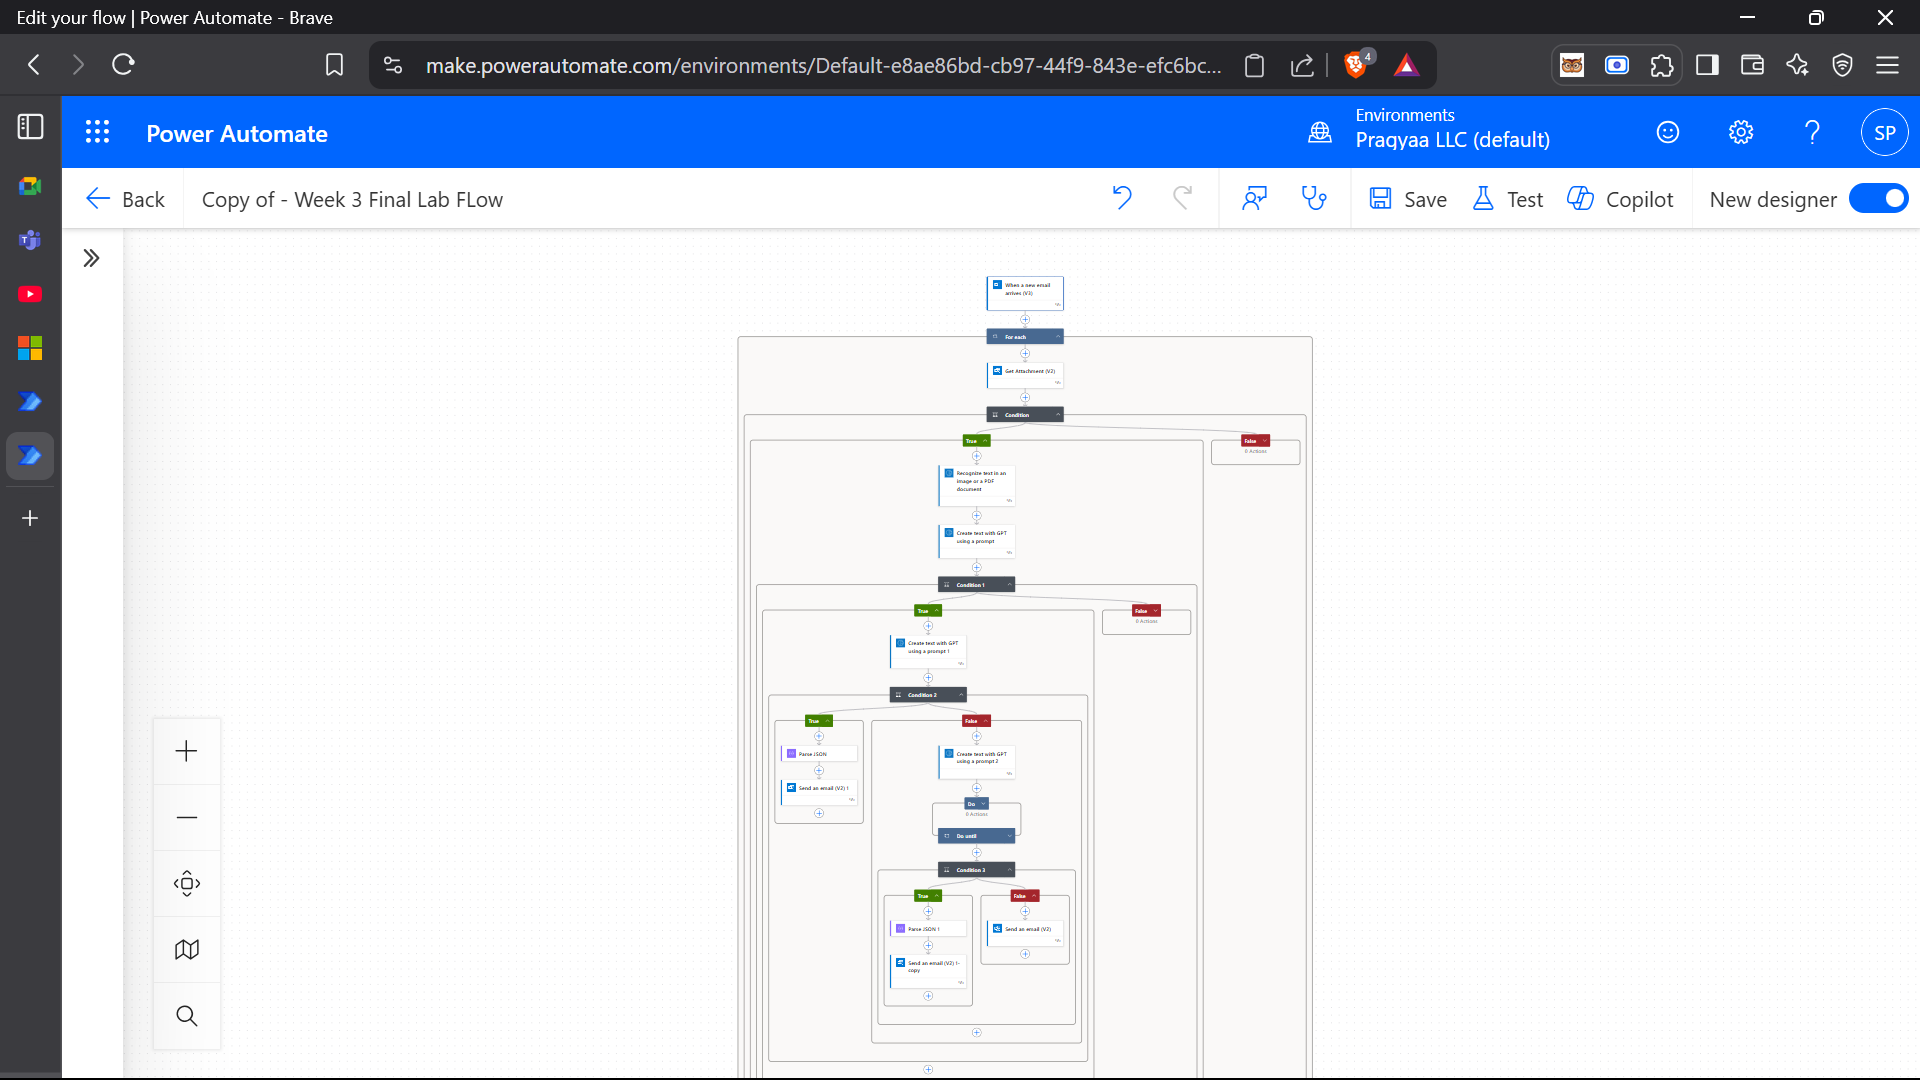 Edit your flow | Power Automate - Brave
make.powerautomate.com/environments/Default-e8ae86bd-cb97-44f9-843e-efc6bc...
4
Power Automate
Environments
Pragyaa LLC (default)
SP
Back
Copy of - Week 3 Final Lab FLow
Save
Test
Copilot
New designer
When a new email
arrives (V3)
For each
Get Attachment (V2)
Condition
True
False
0 Actions
Recognize text in an
image or a PDF
document
Create text with GPT
using a prompt
Condition 1
True
False
0 Actions
Create text with GPT
using a prompt 1
Condition 2
True
False
Parse JSON
Create text with GPT
using a prompt 2
Send an email (V2) 1
Do
0 Actions
Do until
Condition 3
True
False
Parse JSON 1
Send an email (V2)
Send an email (V2) 1-
copy